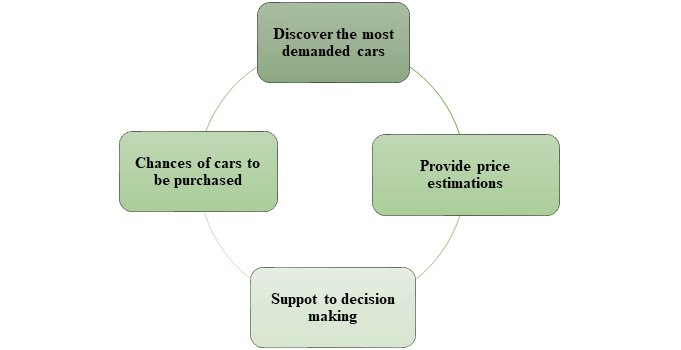 Discover the most
demanded cars
Chances of cars to
be purchased
Provide price
estimations
Suppot to decision
making